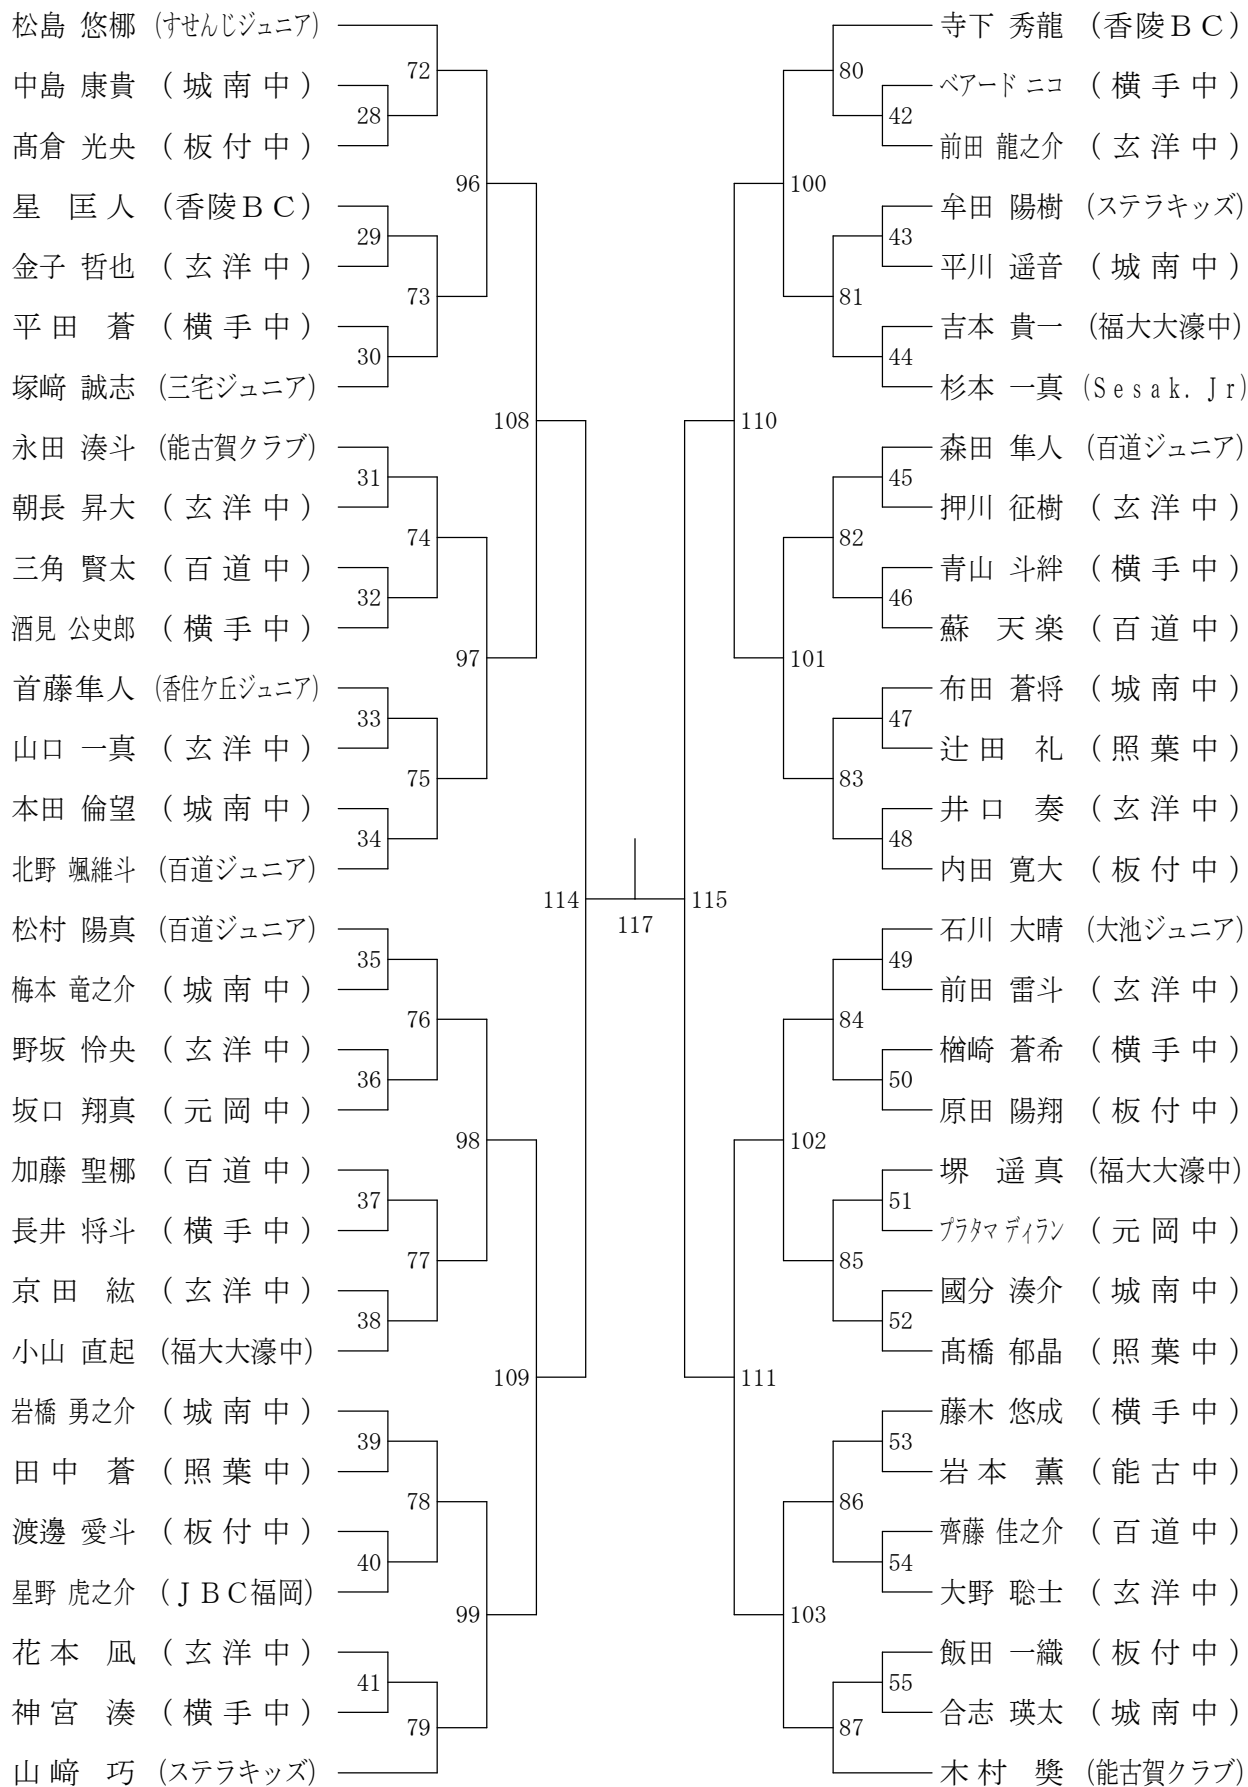 松島 悠梛 (すせんじジュニア)
中島 康貴 (城南中)
髙倉 光央 (板付中)
星 匡人 (香陵ＢＣ)
金子 哲也 (玄洋中)
平田 蒼 (横手中)
塚﨑 誠志 (三宅ジュニア)
永田 湊斗 (能古賀クラブ)
朝長 昇大 (玄洋中)
三角 賢太 (百道中)
酒見 公史郎 (横手中)
首藤隼人 (香住ケ丘ジュニア)
山口 一真 (玄洋中)
本田 倫望 (城南中)
北野 颯維斗 (百道ジュニア)
松村 陽真 (百道ジュニア)
梅本 竜之介 (城南中)
野坂 怜央 (玄洋中)
坂口 翔真 (元岡中)
加藤 聖梛 (百道中)
長井 将斗 (横手中)
京田 紘 (玄洋中)
小山 直起 (福大大濠中)
岩橋 勇之介 (城南中)
田中 蒼 (照葉中)
渡邊 愛斗 (板付中)
星野 虎之介 (ＪＢＣ福岡)
花本 凪 (玄洋中)
神宮 湊 (横手中)
山﨑 巧 (ステラキッズ)
28
29
30
31
32
33
34
35
36
37
38
39
40
41
72
73
74
75
76
77
78
79
96
97
98
99
108
109
114
117
115
110
111
100
101
102
103
80
81
82
83
84
85
86
87
42
43
44
45
46
47
48
49
50
51
52
53
54
55
寺下 秀龍 (香陵ＢＣ)
ベアード ニコ (横手中)
前田 龍之介 (玄洋中)
牟田 陽樹 (ステラキッズ)
平川 遥音 (城南中)
吉本 貴一 (福大大濠中)
杉本 一真 (Sesak. Jr)
森田 隼人 (百道ジュニア)
押川 征樹 (玄洋中)
青山 斗絆 (横手中)
蘇 天楽 (百道中)
布田 蒼将 (城南中)
辻田 礼 (照葉中)
井口 奏 (玄洋中)
内田 寛大 (板付中)
石川 大晴 (大池ジュニア)
前田 雷斗 (玄洋中)
楢崎 蒼希 (横手中)
原田 陽翔 (板付中)
堺 遥真 (福大大濠中)
プラタマ ディラン (元岡中)
國分 湊介 (城南中)
髙橋 郁晶 (照葉中)
藤木 悠成 (横手中)
岩本 薫 (能古中)
齊藤 佳之介 (百道中)
大野 聡士 (玄洋中)
飯田 一織 (板付中)
合志 瑛太 (城南中)
木村 奬 (能古賀クラブ)